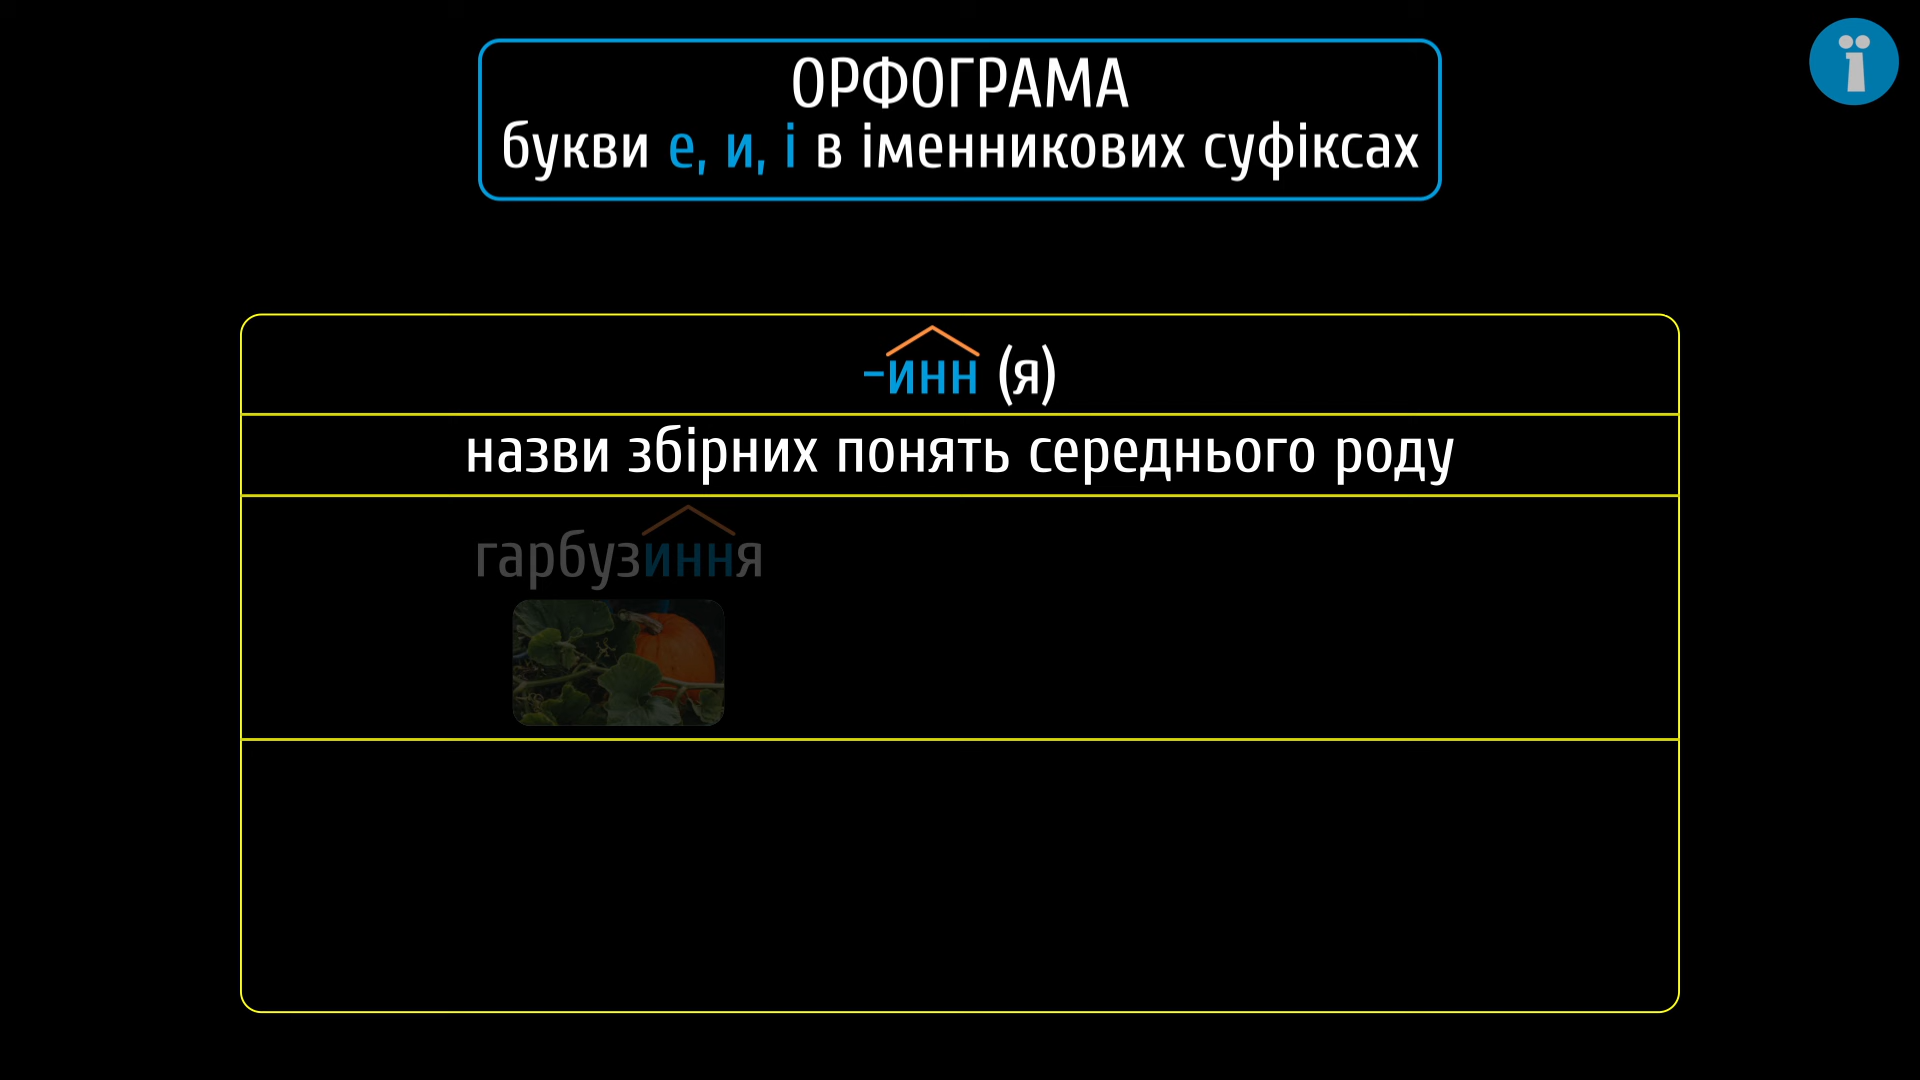 ї
ОРФОГРАМА
букви е, и, і в іменникових суфіксах
-инн (я)
назви збірних понять середнього роду
гарбузиння